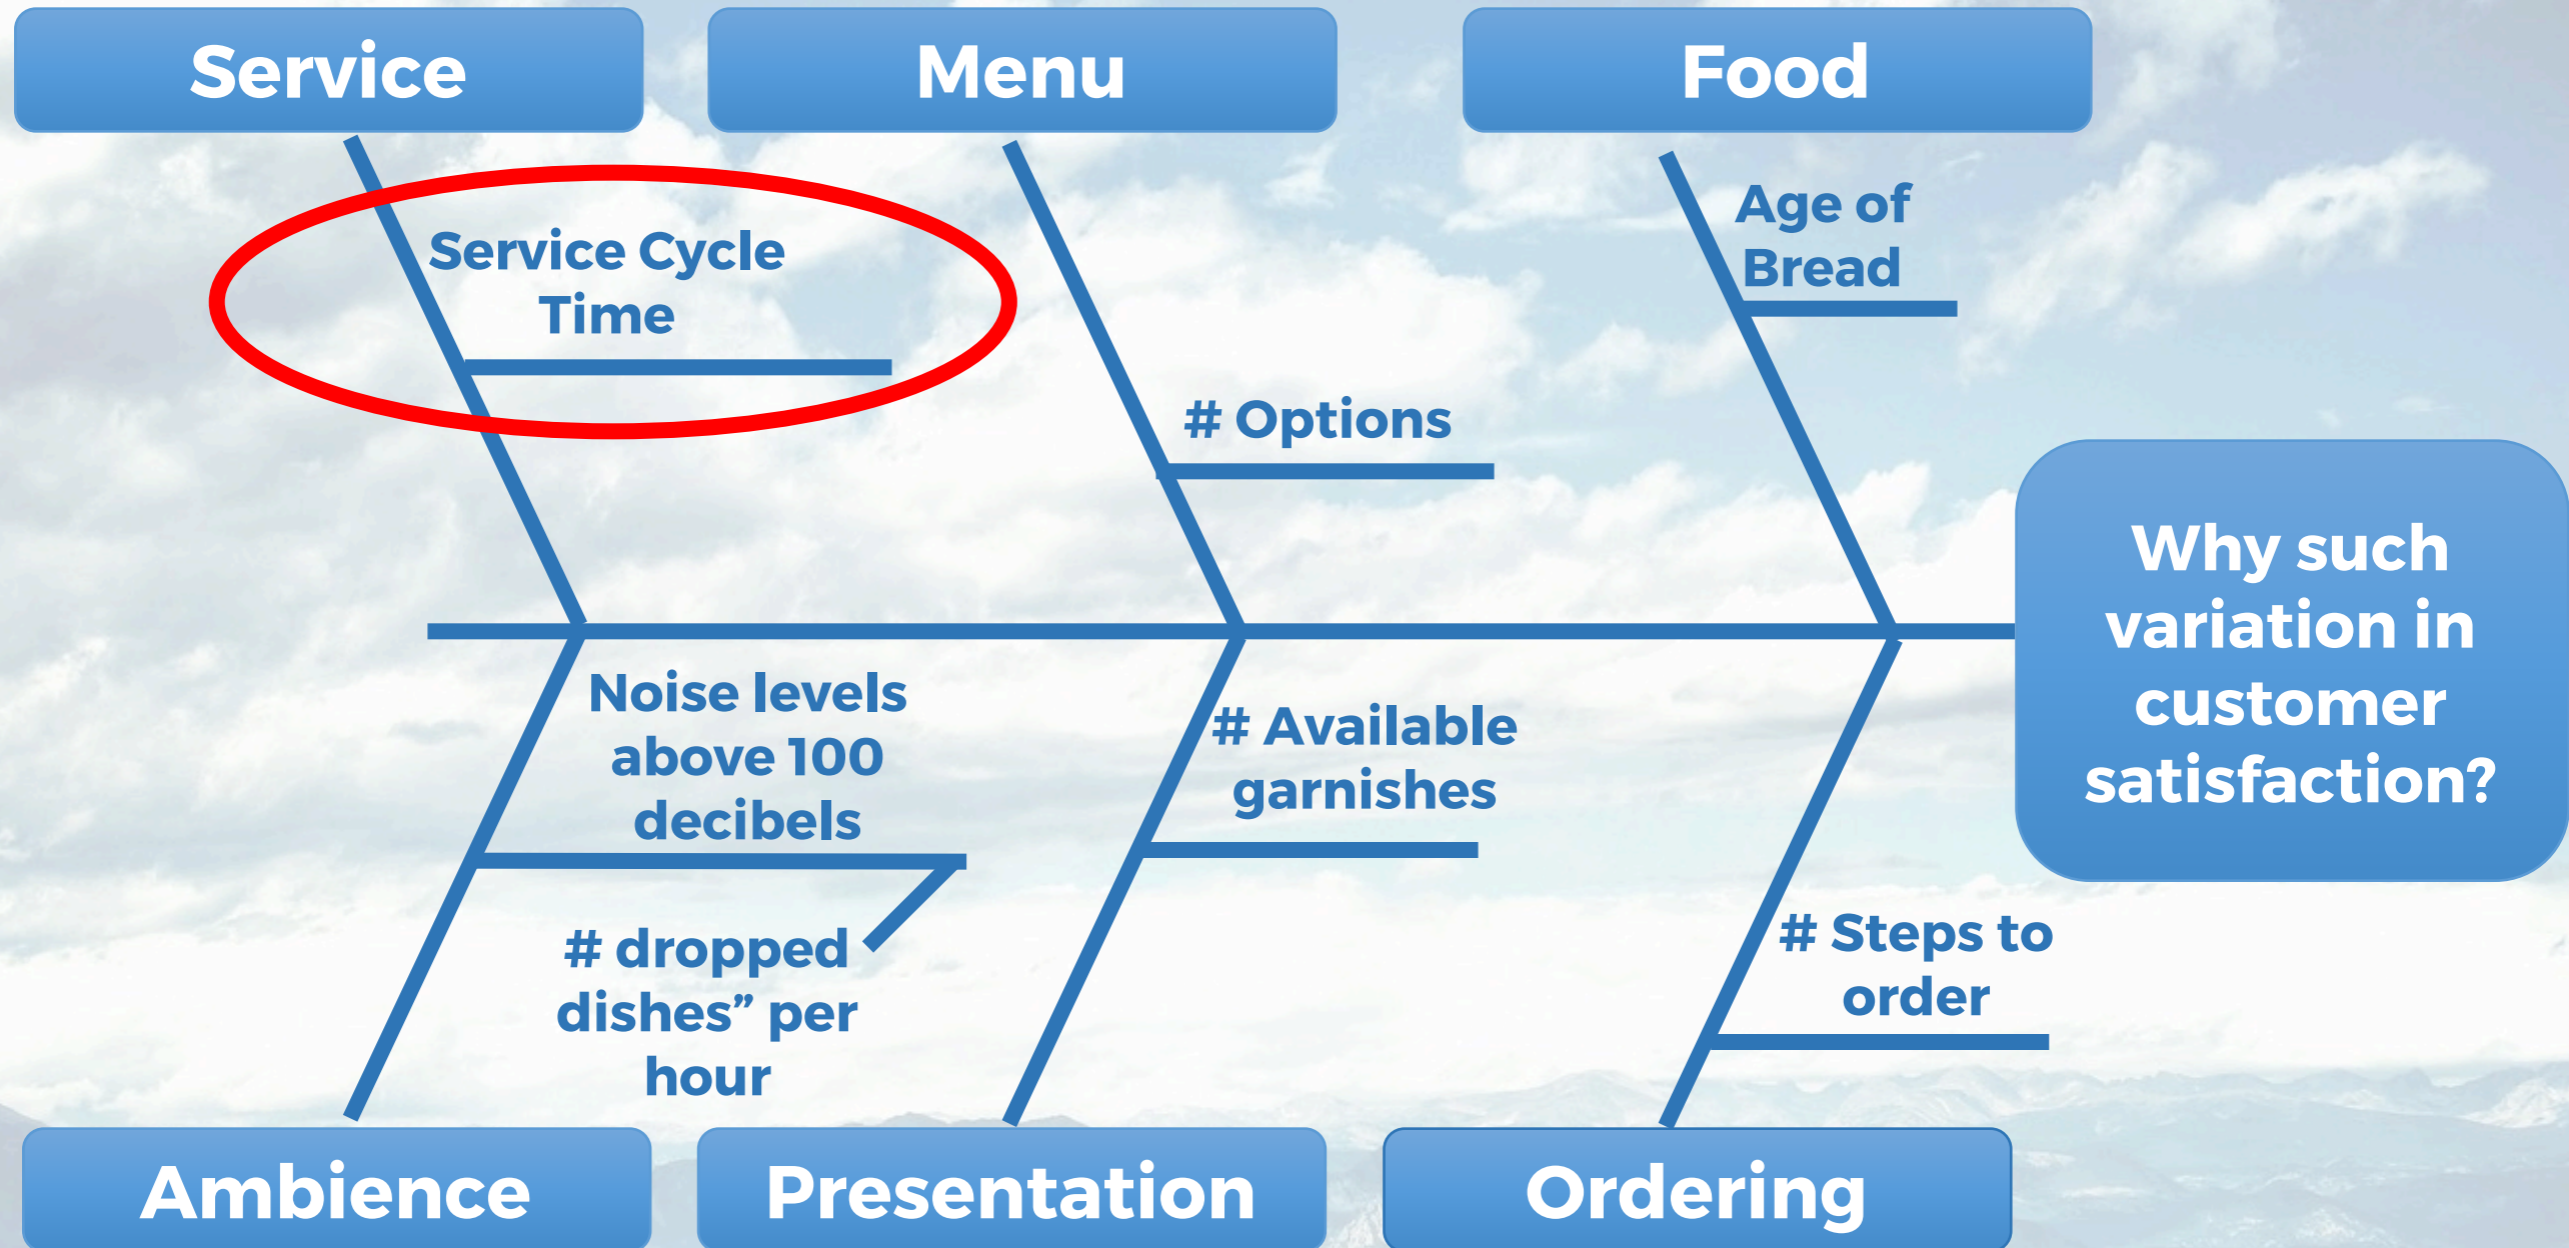 Service
Menu
Food
Service Cycle
Time
Age of
Bread
# Options
Why such
variation in
customer
satisfaction?
Noise levels
above 100
decibels
# Available
garnishes
# dropped
dishes” per
hour
# Steps to
order
Ambience
Presentation
Ordering